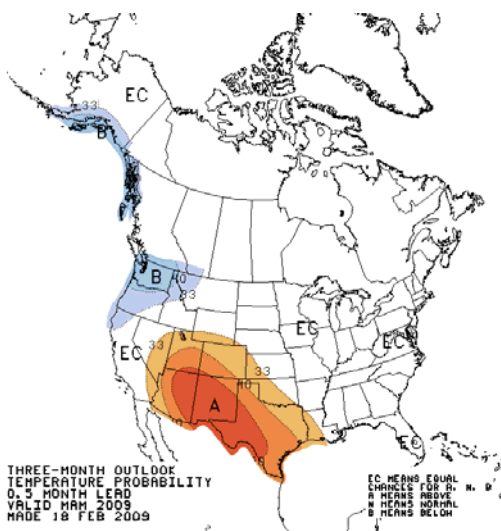 EC
33
B
B
40
33
EC
33
EC
33
EC
40
A
EC
THREE-MONTH OUTLOOK
TEMPERATURE PROBABILITY
0.5 MONTH LEAD
VALID MAM 2009
MADE 18 FEB 2009
EC MEANS EQUAL
CHANCES FOR A, N, B
A MEANS ABOVE
N MEANS NORMAL
B MEANS BELOW